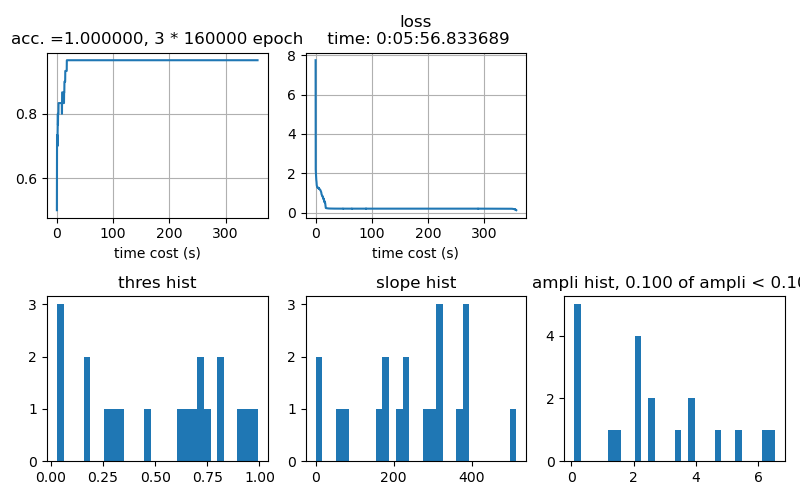 acc. =1.000000, 3 * 160000 epoch
0.8
0.6
0 100 200 300
time cost (s)
loss
time: 0:05:56.833689
8
6
4
2
0
0 100 200 300
time cost (s)
thres hist
3
2
1
0
0.00 0.25 0.50 0.75 1.00
slope hist
3
2
1
0
0 200 400
ampli hist, 0.100 of ampli < 0.10
4
2
0
0 2 4 6